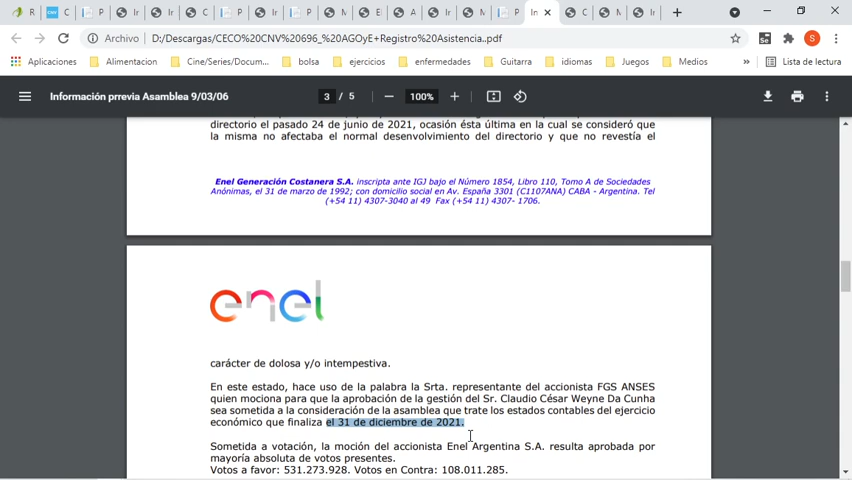 R
CNV
P
Ir
Ir
C
P
Ir
P
M
El
A
Ir
M
P
In
C
M
Ir
Archivo
D:/Descargas/CECO%20CNV%20696_%20AGOyE+Registro%20Asistencia..pdf
S
Aplicaciones
Alimentacion
Cine/Series/Docum...
bolsa
ejercicios
enfermedades
Guitarra
idiomas
Juegos
Medios
»
Lista de lectura
Información previa Asamblea 9/03/06
3 / 5
100%
directorio el pasado 24 de junio de 2021, ocasión ésta última en la cual se consideró que
la misma no afectaba el normal desenvolvimiento del directorio y que no revestía el
Enel Generación Costanera S.A. inscripta ante IGJ bajo el Número 1854, Libro 110, Tomo A de Sociedades
Anónimas, el 31 de marzo de 1992; con domicilio social en Av. España 3301 (C1107ANA) CABA - Argentina. Tel
(+54 11) 4307-3040 al 49 Fax (+54 11) 4307- 1706.
enel
carácter de dolosa y/o intempestiva.
En este estado, hace uso de la palabra la Srta. representante del accionista FGS ANSES
quien mociona para que la aprobación de la gestión del Sr. Claudio César Weyne Da Cunha
sea sometida a la consideración de la asamblea que trate los estados contables del ejercicio
económico que finaliza el 31 de diciembre de 2021.
Sometida a votación, la moción del accionista Enel Argentina S.A. resulta aprobada por
mayoría absoluta de votos presentes.
Votos a favor: 531.273.928. Votos en Contra: 108.011.285.